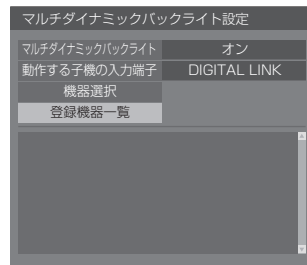 マルチダイナミックバックライト設定
マルチダイナミックバックライト オン
動作する子機の入力端子 DIGITAL LINK
機器選択
登録機器一覧